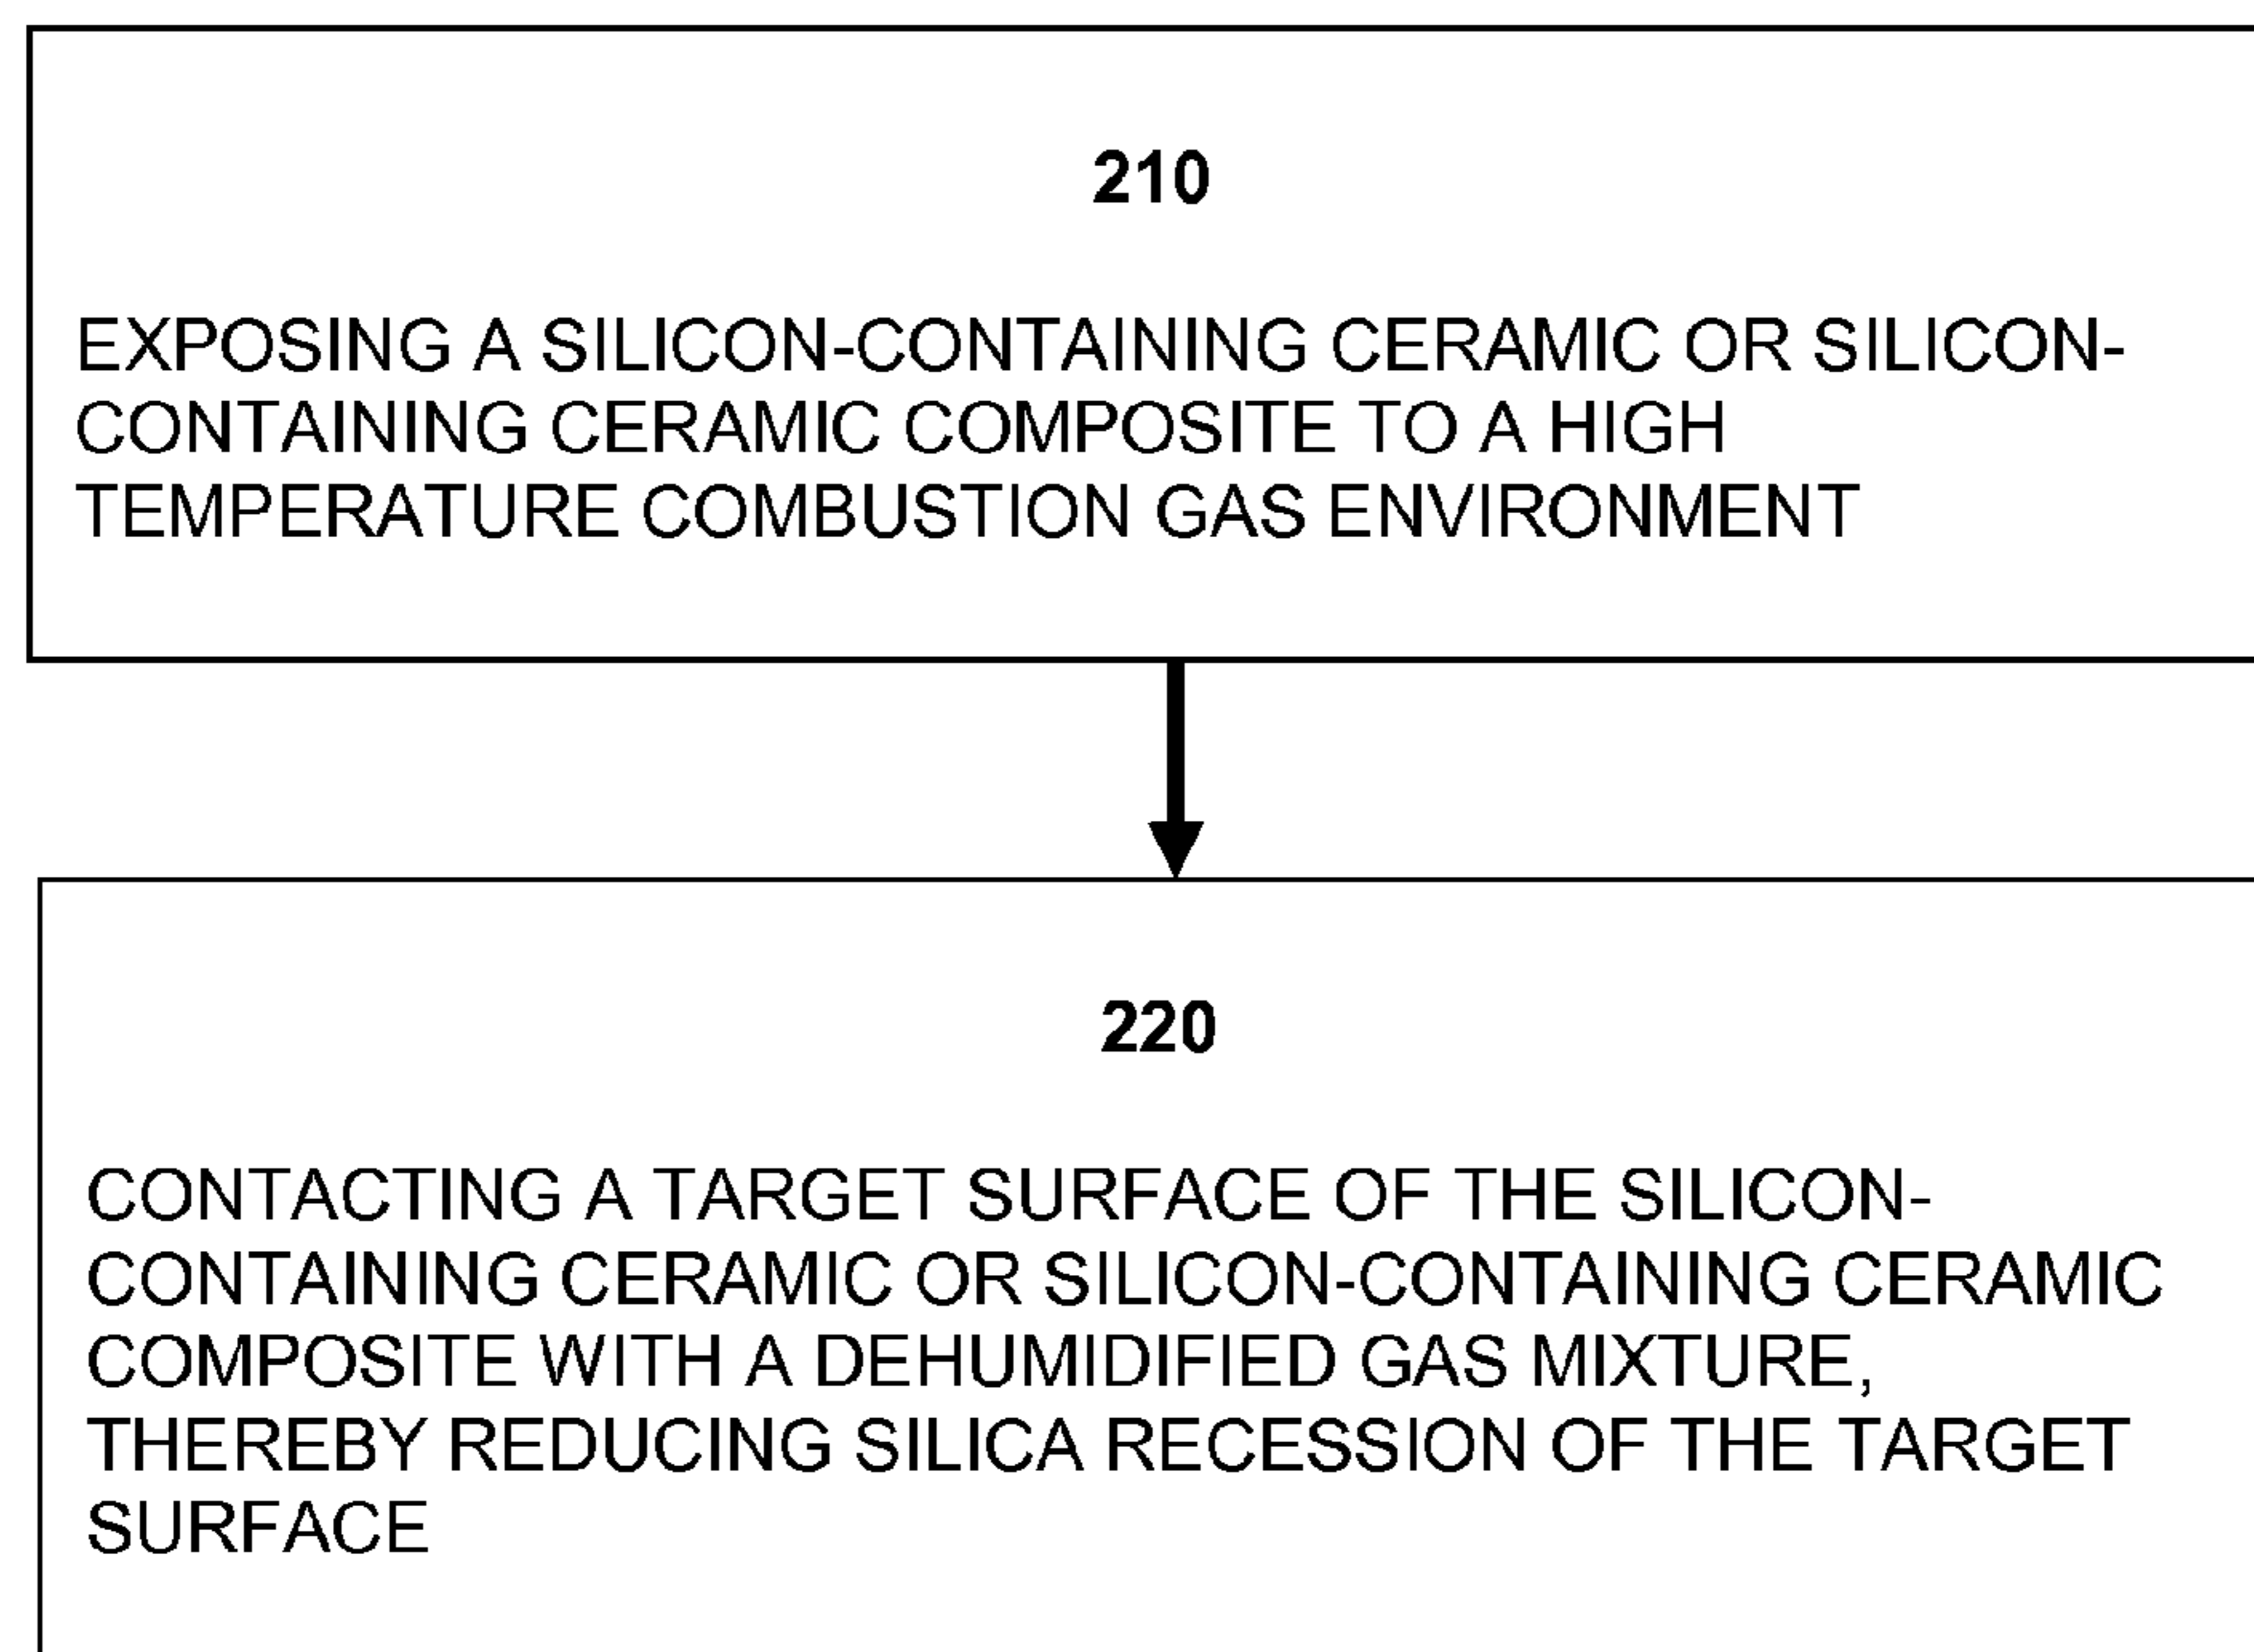 210
EXPOSING A SILICON-CONTAINING CERAMIC OR SILICON-
CONTAINING CERAMIC COMPOSITE TO A HIGH
TEMPERATURE COMBUSTION GAS ENVIRONMENT
220
CONTACTING A TARGET SURFACE OF THE SILICON-
CONTAINING CERAMIC OR SILICON-CONTAINING CERAMIC
COMPOSITE WITH A DEHUMIDIFIED GAS MIXTURE,
THEREBY REDUCING SILICA RECESSION OF THE TARGET
SURFACE